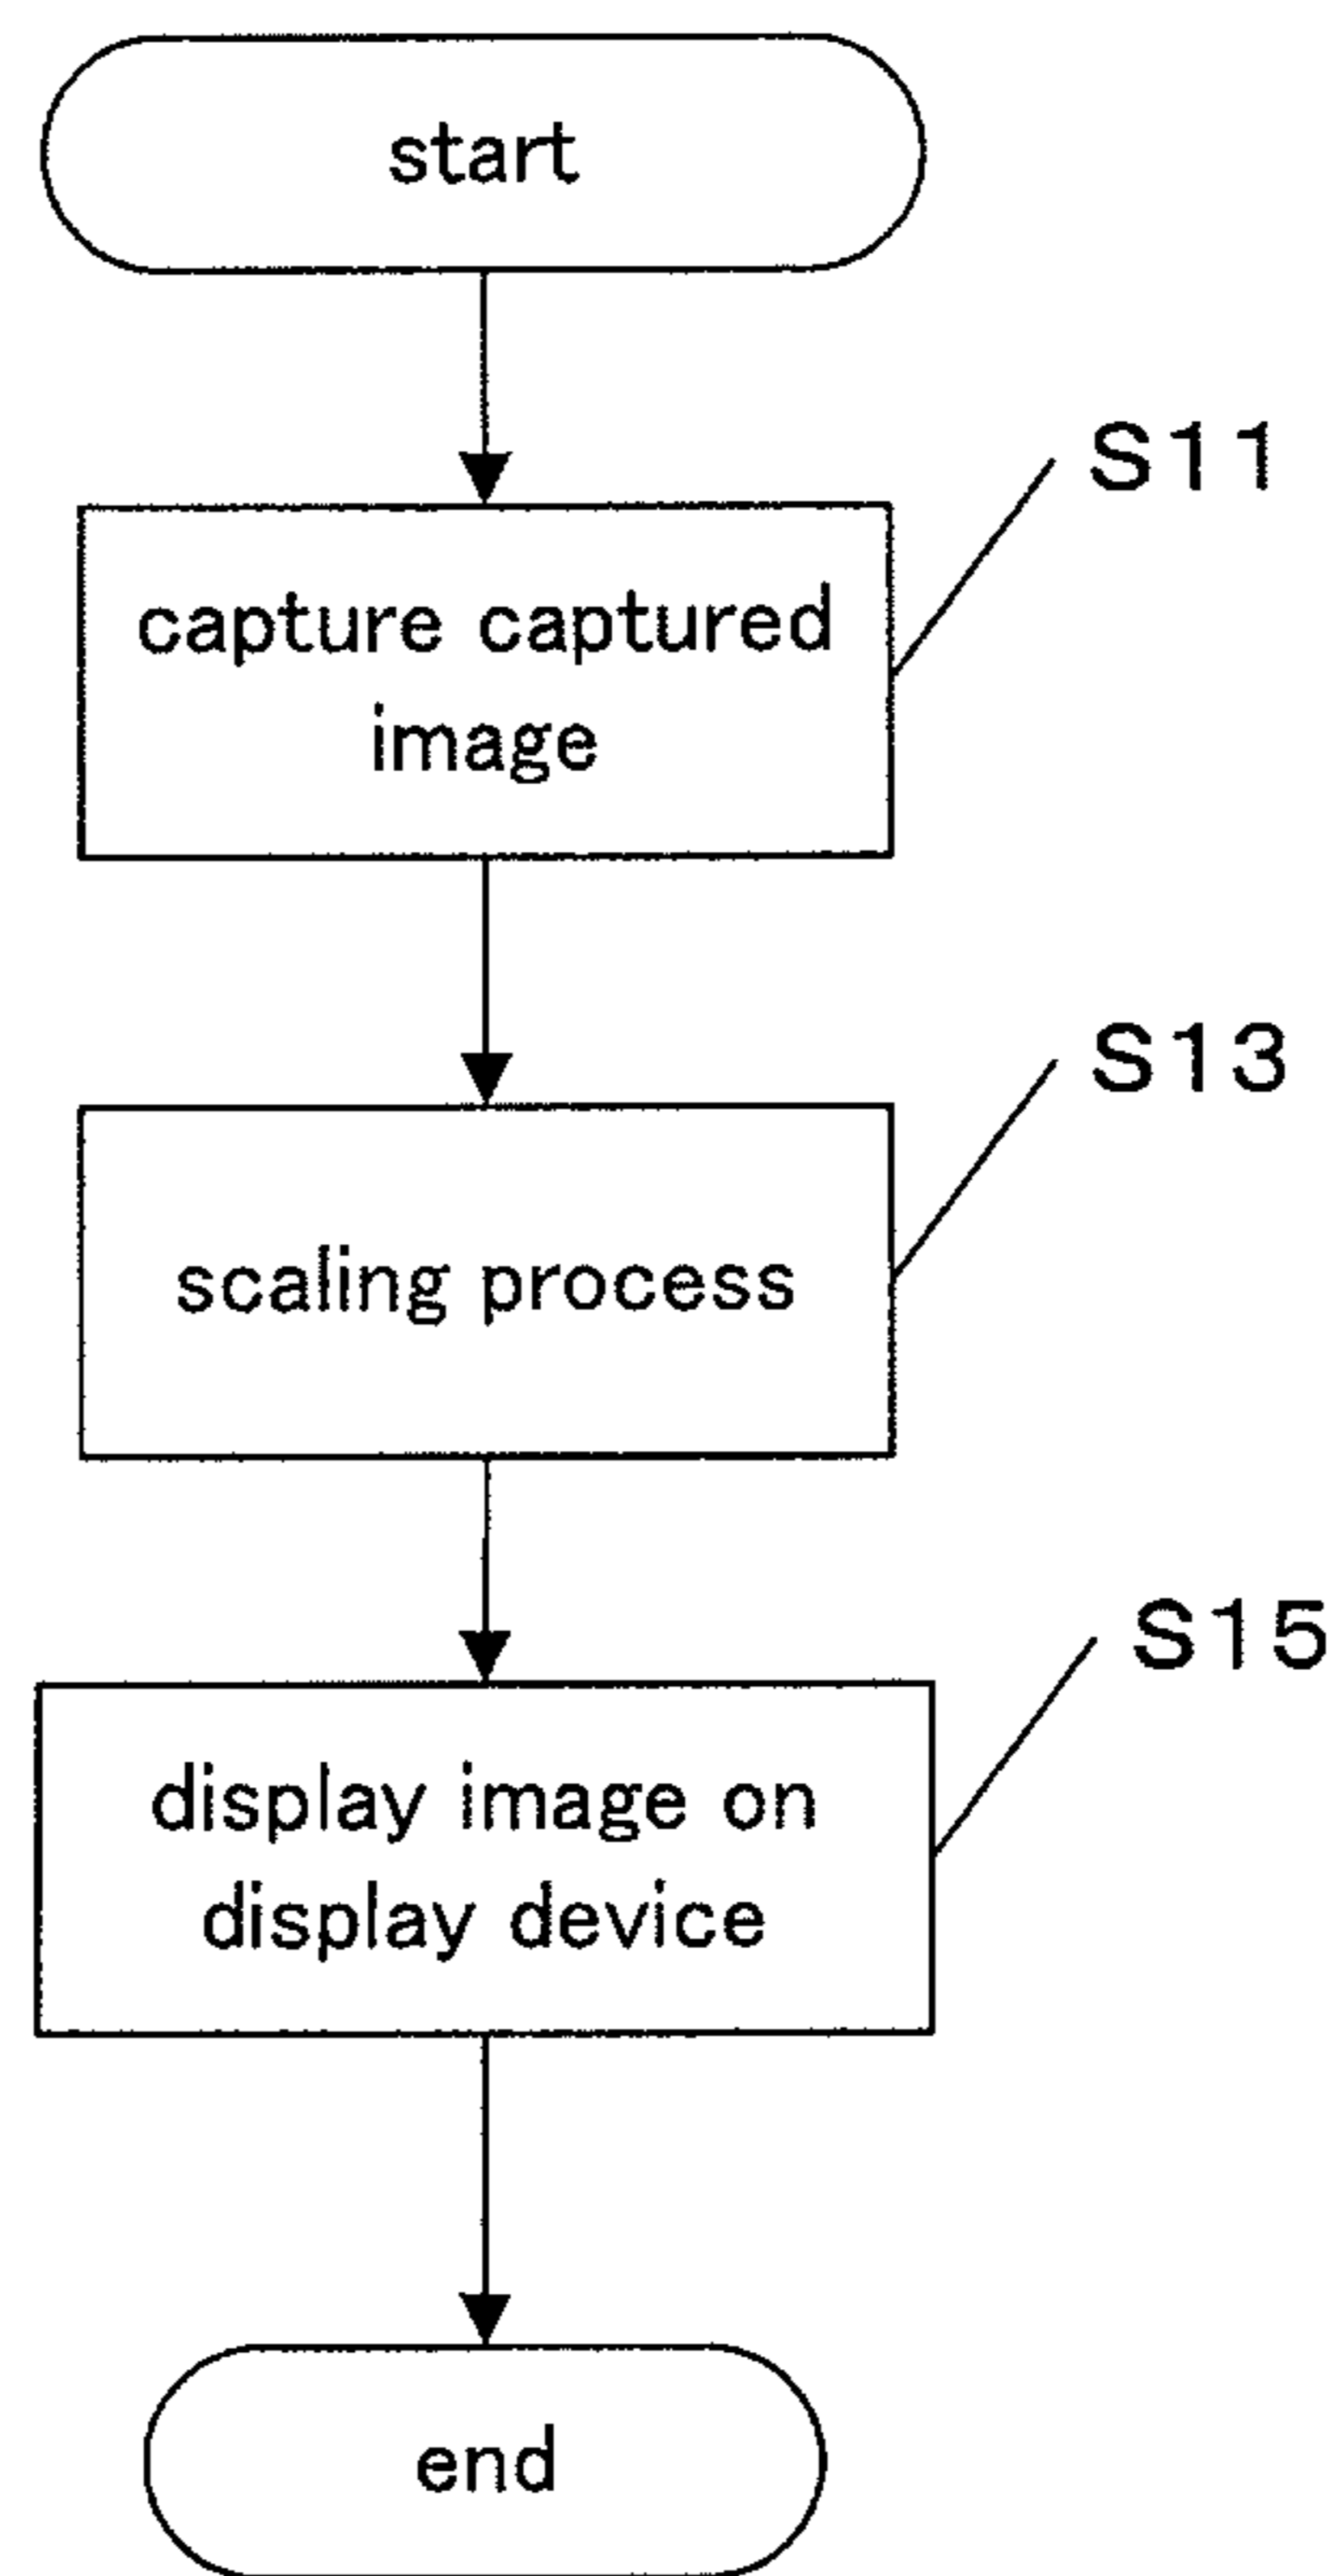 start
S11
capture captured
image
S13
scaling process
S15
display image on
display device
end